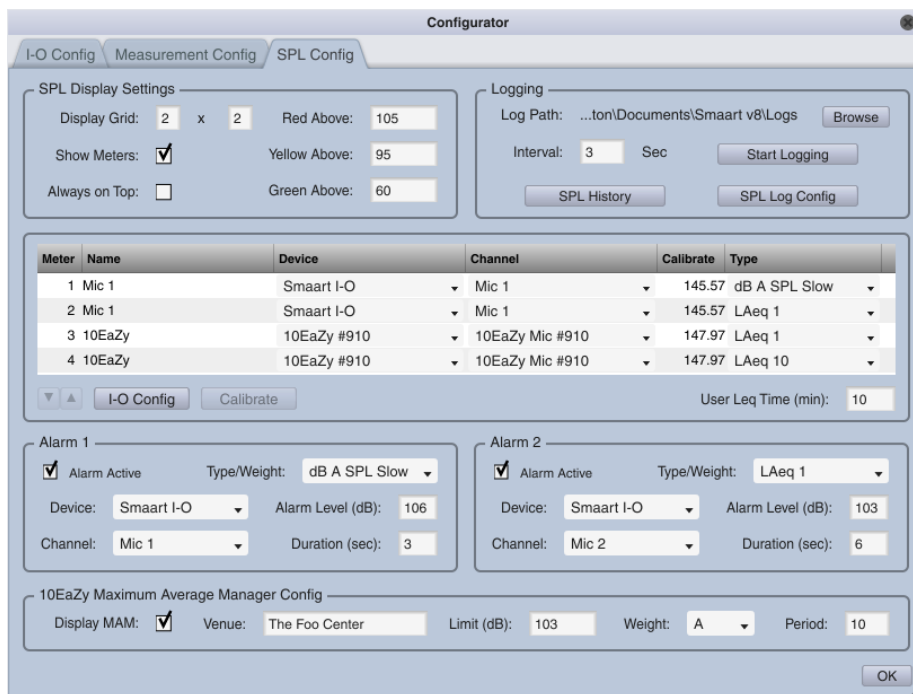 Configurator
I-O Config Measurement Config SPL Config
SPL Display Settings
Display Grid: 2 x 2 Red Above: 105
Show Meters: Yellow Above: 95
Always on Top: Green Above: 60
Logging
Log Path: ...ton\Documents\Smaart v8\Logs Browse
Interval: 3 Sec Start Logging
SPL History SPL Log Config
Meter Name Device Channel Calibrate Type
1 Mic 1 Smaart I-O Mic 1 145.57 dB A SPL Slow
2 Mic 1 Smaart I-O Mic 1 145.57 LAeq 1
3 10EaZy 10EaZy #910 10EaZy Mic #910 147.97 LAeq 1
4 10EaZy 10EaZy #910 10EaZy Mic #910 147.97 LAeq 10
I-O Config Calibrate User Leq Time (min): 10
Alarm 1
Alarm Active Type/Weight: dB A SPL Slow
Device: Smaart I-O Alarm Level (dB): 106
Channel: Mic 1 Duration (sec): 3
Alarm 2
Alarm Active Type/Weight: LAeq 1
Device: Smaart I-O Alarm Level (dB): 103
Channel: Mic 2 Duration (sec): 6
10EaZy Maximum Average Manager Config
Display MAM: Venue: The Foo Center Limit (dB): 103 Weight: A Period: 10
OK